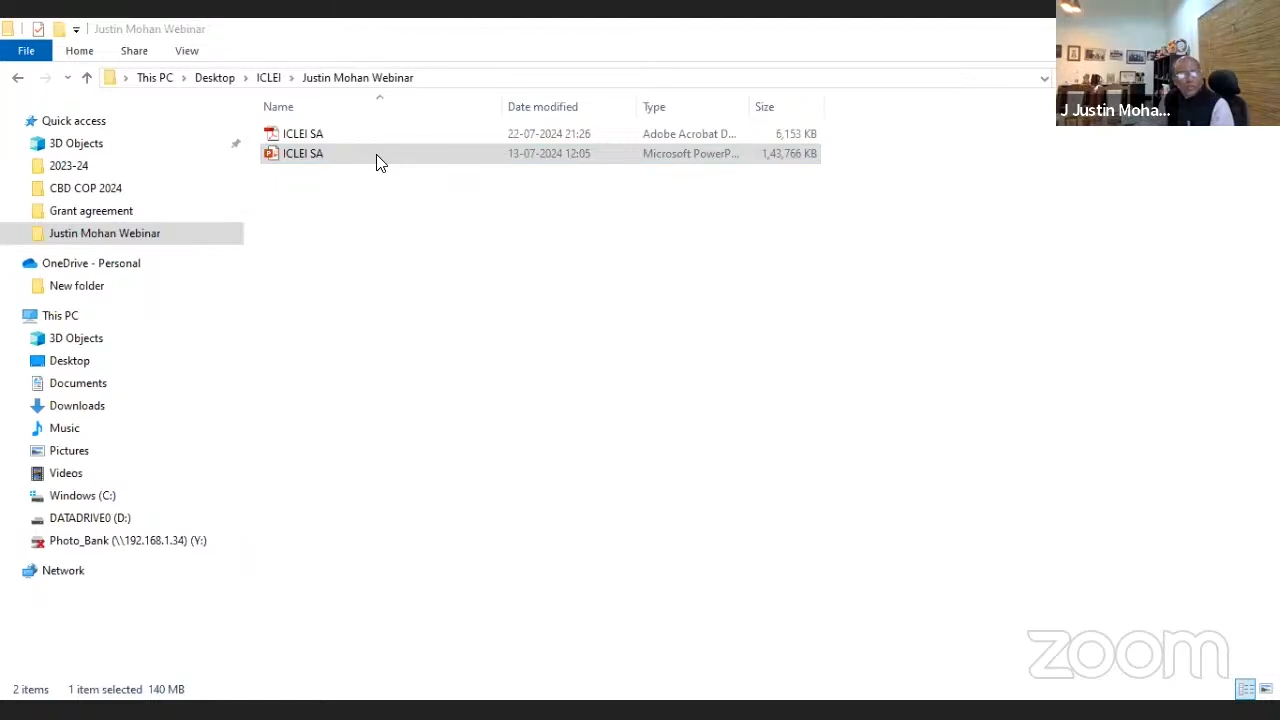 Justin Mohan Webinar
File Home Share View
This PC Desktop ICLEI Justin Mohan Webinar
J Justin Moha...
Name Date modified Type Size
ICLEI SA 22-07-2024 21:26 Adobe Acrobat D... 6,153 KB
ICLEI SA 13-07-2024 12:05 Microsoft PowerP... 1,43,766 KB
Quick access
3D Objects
2023-24
CBD COP 2024
Grant agreement
Justin Mohan Webinar
OneDrive - Personal
New folder
This PC
3D Objects
Desktop
Documents
Downloads
Music
Pictures
Videos
Windows (C:)
DATADRIVE0 (D:)
Photo_Bank (\\192.168.1.34) (Y:)
Network
zoom
2 items 1 item selected 140 MB